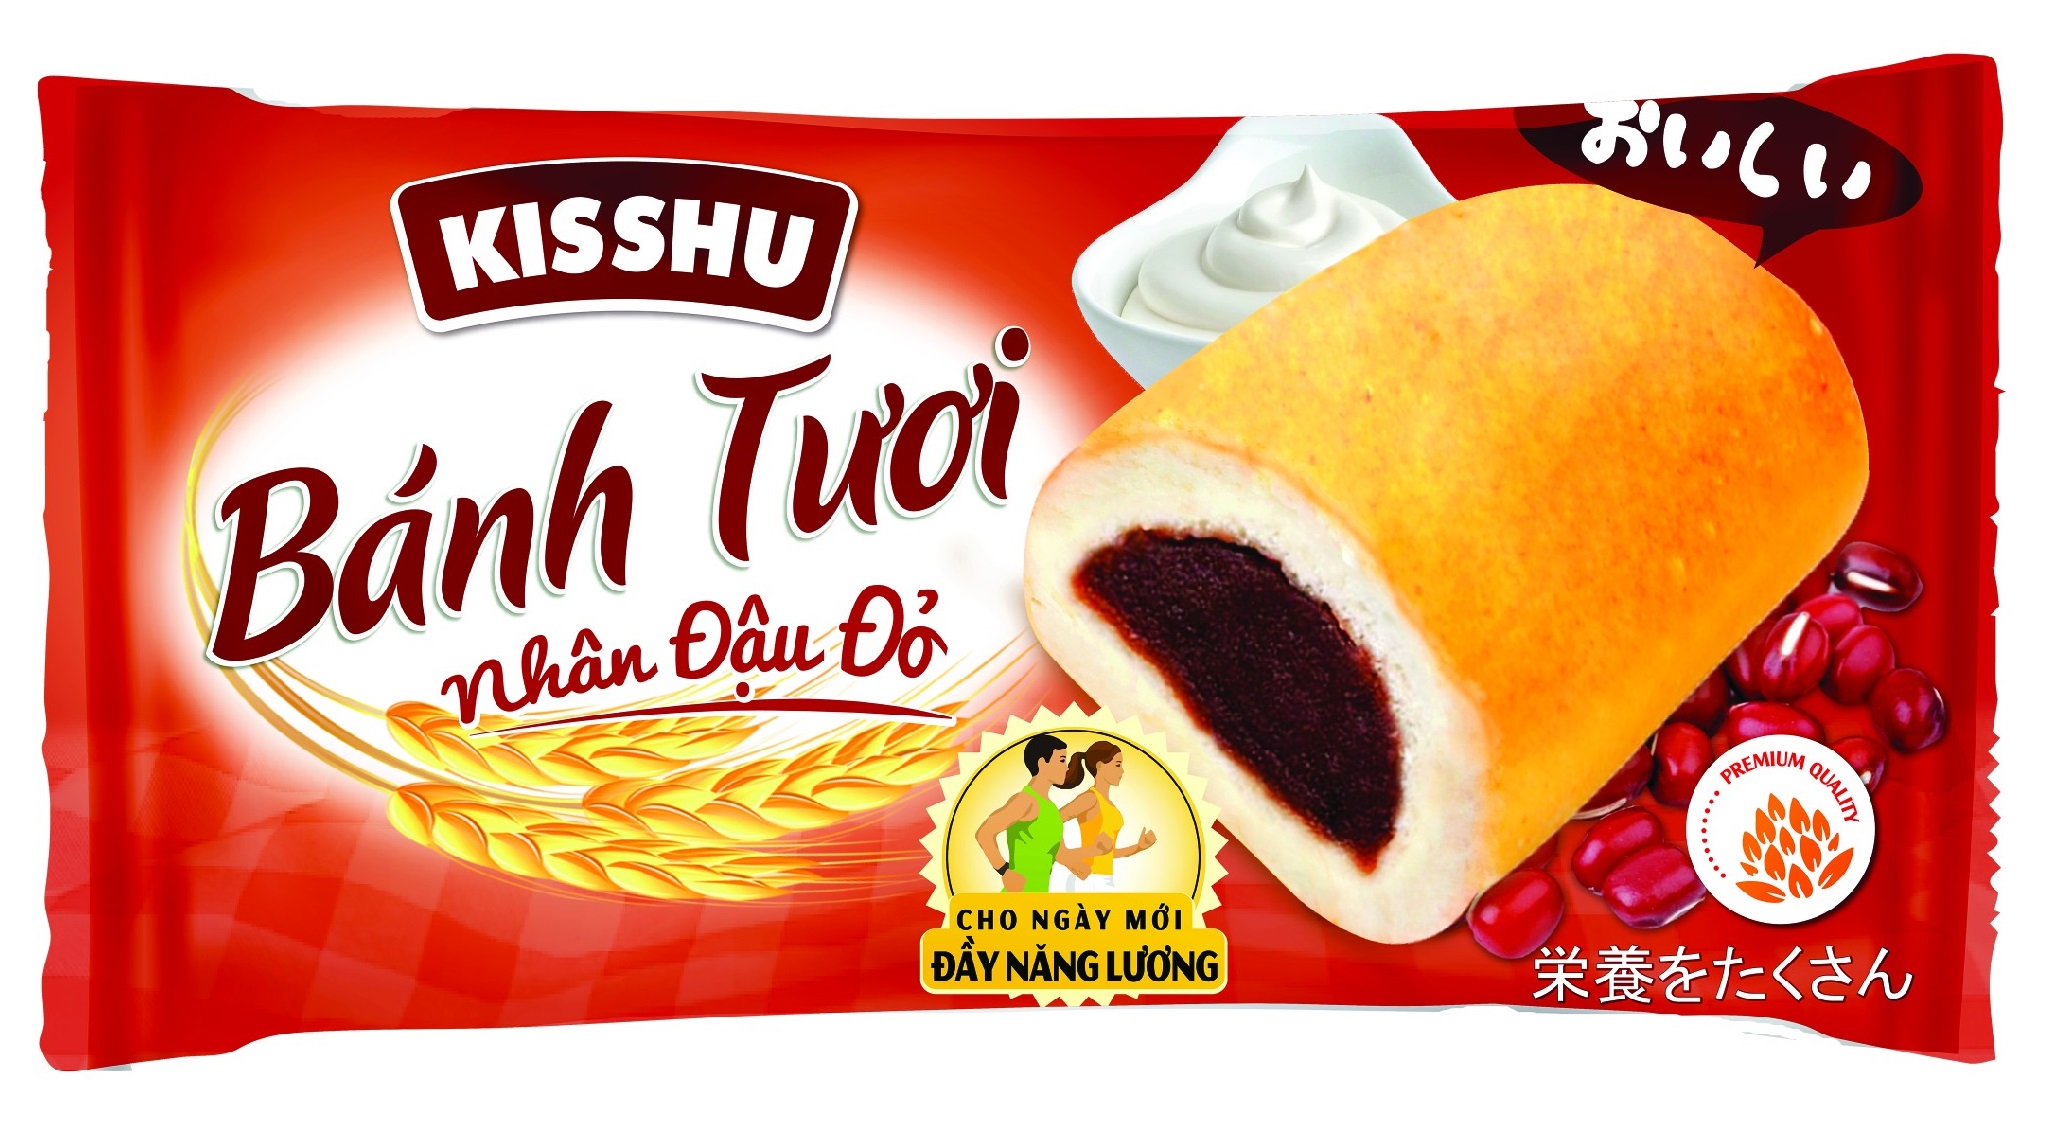 KISSHU
おいしい
Bánh Tươi
Nhân Đậu Đỏ
CHO NGÀY MỚI
ĐẦY NĂNG LƯƠNG
PREMIUM QUALITY
栄養をたくさん